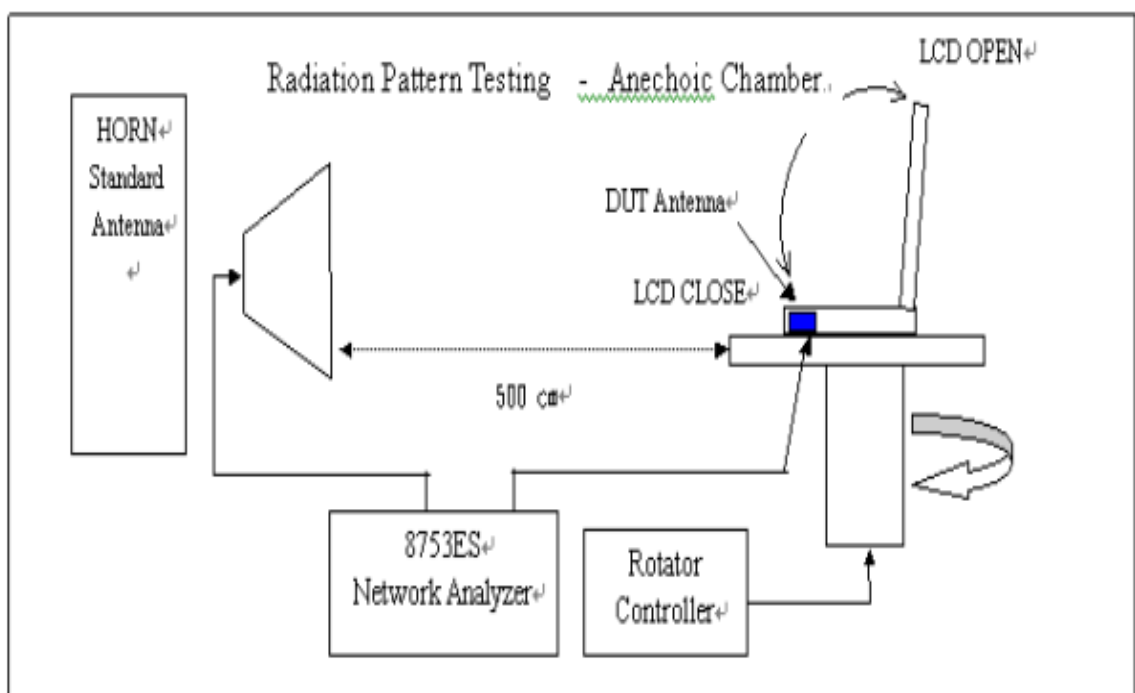 LCD OPEN↵
Radiation Pattern Testing - Anechoic Chamber.↓
HORN↵
Standard
Antenna↵
↵
DUT Antenna↵
LCD CLOSE↵
500 cm↵
8753ES↵
Network Analyzer↵
Rotator
Controller↵